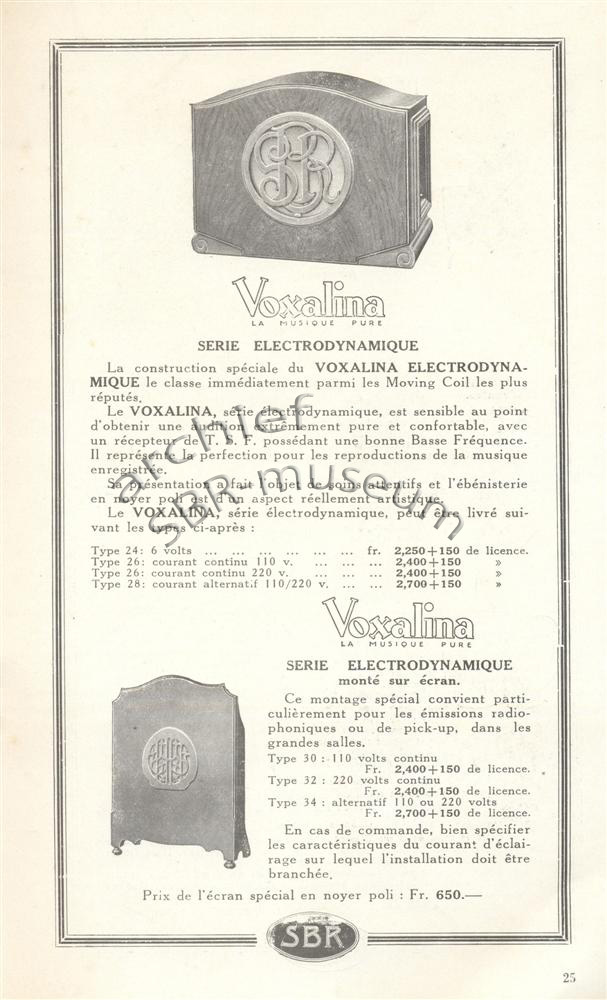 SBR
Voxalina
LA MUSIQUE PURE
SERIE ELECTRODYNAMIQUE
La construction spéciale du VOXALINA ELECTRODYNA-
MIQUE le classe immédiatement parmi les Moving Coil les plus
réputés.
Le VOXALINA, série électrodynamique, est sensible au point
d'obtenir une audition extrêmement pure et confortable, avec
un récepteur de T. S. F. possédant une bonne Basse Fréquence.
Il représente la perfection pour les reproductions de la musique
enregistrée.
Sa présentation a fait l'objet de soins attentifs et l'ébénisterie
en noyer poli est d'un aspect réellement artistique.
Le VOXALINA, série électrodynamique, peut être livré sui-
vant les types ci-après :
Type 24: 6 volts ... ... ... ... ... ... fr. 2,250+150 de licence.
Type 26: courant continu 110 v. ... ... ... 2,400+150 »
Type 26: courant continu 220 v. ... ... ... 2,400+150 »
Type 28: courant alternatif 110/220 v. ... ... 2,700+150 »
archief
SBR museum
Voxalina
LA MUSIQUE PURE
SERIE ELECTRODYNAMIQUE
monté sur écran.
Ce montage spécial convient parti-
culièrement pour les émissions radio-
phoniques ou de pick-up, dans les
grandes salles.
Type 30 : 110 volts continu
Fr. 2,400+150 de licence.
Type 32 : 220 volts continu
Fr. 2,400+150 de licence.
Type 34 : alternatif 110 ou 220 volts
Fr. 2,700+150 de licence.
En cas de commande, bien spécifier
les caractéristiques du courant d'éclai-
rage sur lequel l'installation doit être
branchée.
Prix de l'écran spécial en noyer poli : Fr. 650.—
SBR
25